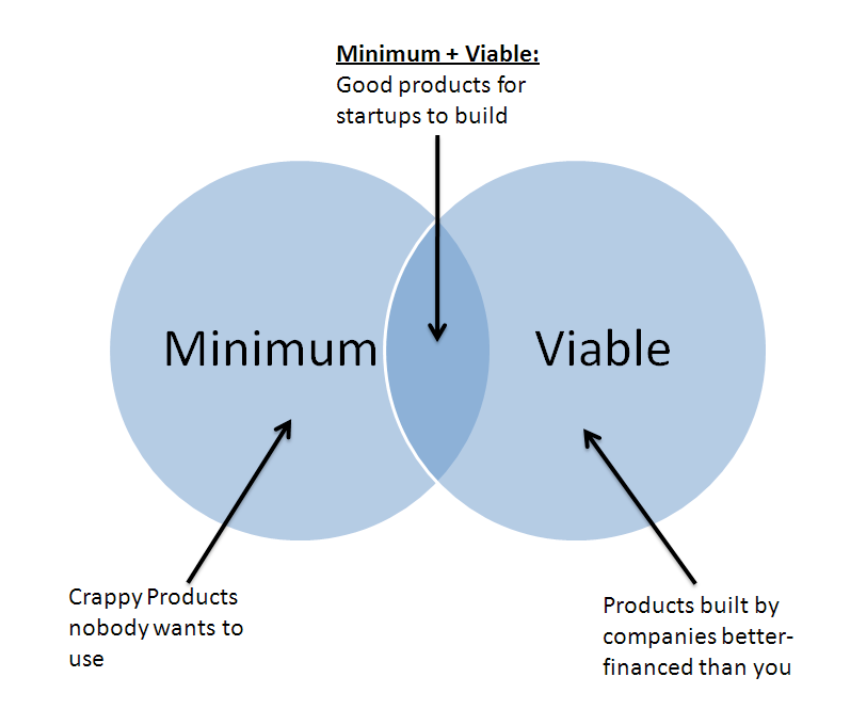 Minimum + Viable:
Good products for
startups to build
Minimum
Viable
Crappy Products
nobody wants to
use
Products built by
companies better-
financed than you